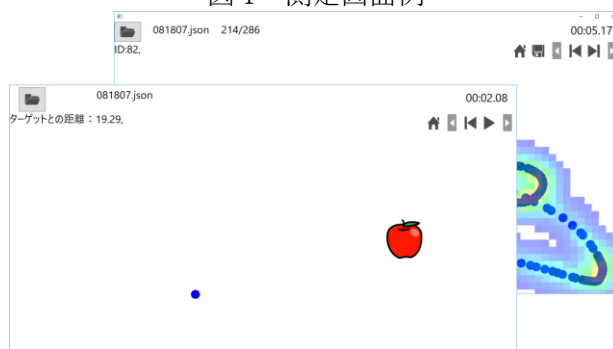 図4 測定画面例
081807.json 214/286
00:05.17
ID:82,
081807.json
00:02.08
ターゲットとの距離：19.29,